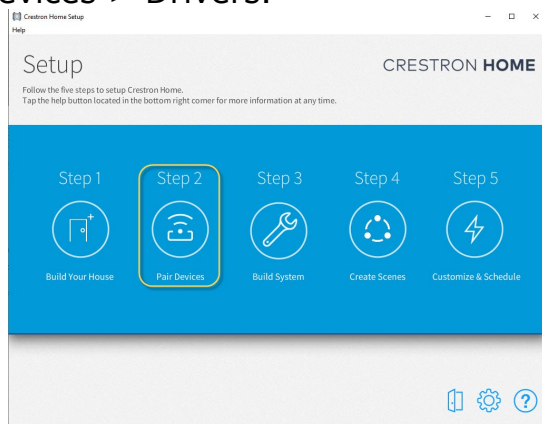 evices > Drivers.
Crestron Home Setup
Help
Setup
CRESTRON HOME
Follow the five steps to setup Crestron Home.
Tap the help button located in the bottom right corner for more information at any time.
Step 1 Step 2 Step 3 Step 4 Step 5
Build Your House Pair Devices Build System Create Scenes Customize & Schedule
?